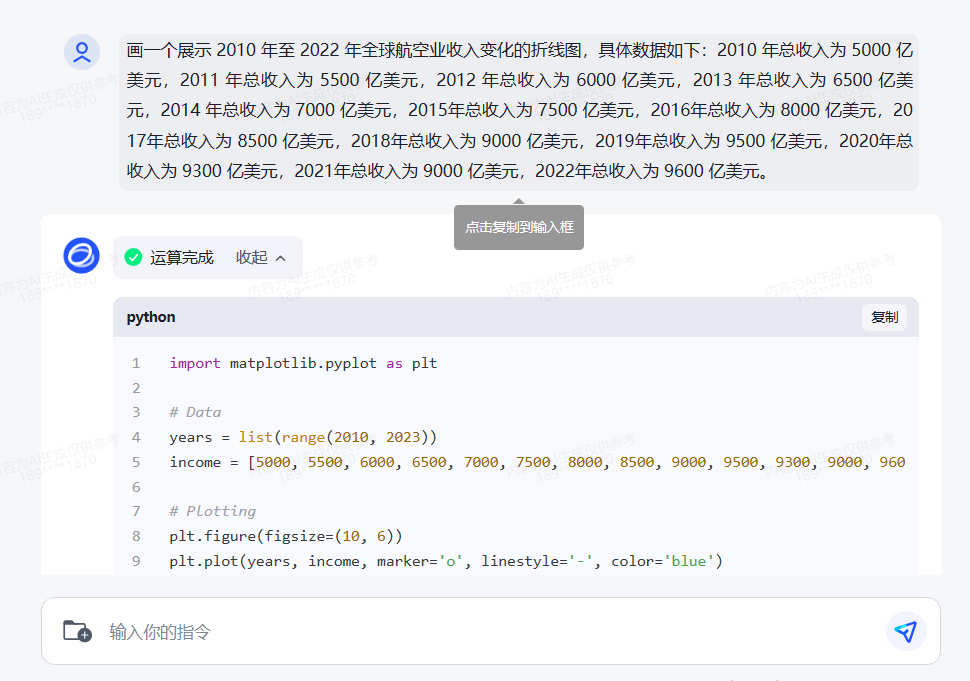 画一个展示 2010 年至 2022 年全球航空业收入变化的折线图，具体数据如下：2010 年总收入为 5000 亿
美元，2011 年总收入为 5500 亿美元，2012 年总收入为 6000 亿美元，2013 年总收入为 6500 亿美
元，2014 年总收入为 7000 亿美元，2015年总收入为 7500 亿美元，2016年总收入为 8000 亿美元，20
17年总收入为 8500 亿美元，2018年总收入为 9000 亿美元，2019年总收入为 9500 亿美元，2020年总
收入为 9300 亿美元，2021年总收入为 9000 亿美元，2022年总收入为 9600 亿美元。
点击复制到输入框
运算完成 收起
python 复制
1 import matplotlib.pyplot as plt
2
3 # Data
4 years = list(range(2010, 2023))
5 income = [5000, 5500, 6000, 6500, 7000, 7500, 8000, 8500, 9000, 9500, 9300, 9000, 960
6
7 # Plotting
8 plt.figure(figsize=(10, 6))
9 plt.plot(years, income, marker='o', linestyle='-', color='blue')
输入你的指令
内容为AI生成仅供参考
189****1870